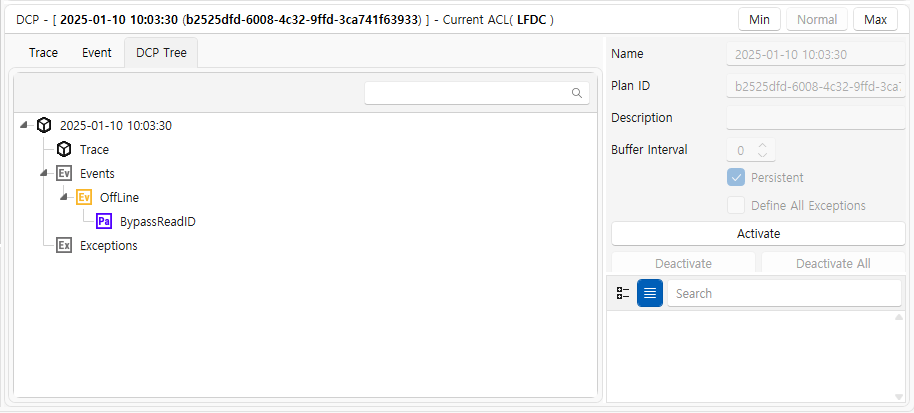 DCP - [ 2025-01-10 10:03:30 (b2525dfd-6008-4c32-9ffd-3ca741f63933) ] - Current ACL( LFDC )
Min Normal Max
Trace Event DCP Tree
2025-01-10 10:03:30
Trace
Ev Events
Ev OffLine
Pa BypassReadID
Ex Exceptions
Name 2025-01-10 10:03:30
Plan ID b2525dfd-6008-4c32-9ffd-3ca7
Description
Buffer Interval 0
Persistent
Define All Exceptions
Activate
Deactivate Deactivate All
Search